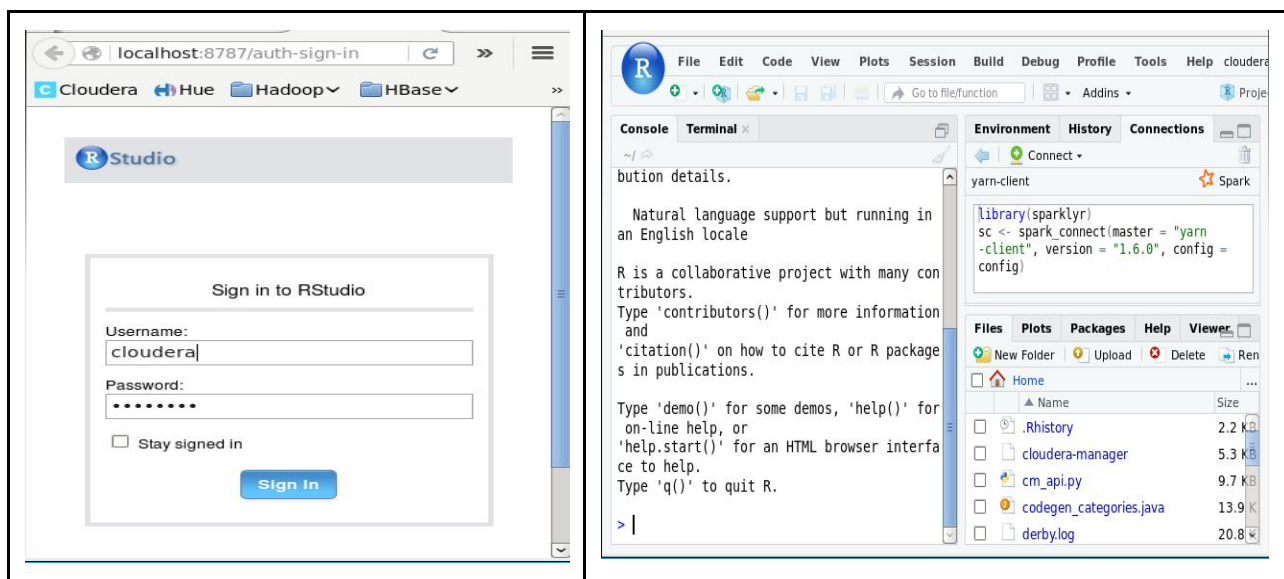 localhost:8787/auth-sign-in
Cloudera Hue Hadoop HBase
R Studio
Sign in to RStudio
Username:
cloudera
Password:
Stay signed in
Sign In
R File Edit Code View Plots Session Build Debug Profile Tools Help cloudera
Go to file/function Addins Proje
Console Terminal
~/
bution details.
Natural language support but running in
an English locale
R is a collaborative project with many con
tributors.
Type 'contributors()' for more information
and
'citation()' on how to cite R or R package
s in publications.
Type 'demo()' for some demos, 'help()' for
on-line help, or
'help.start()' for an HTML browser interfa
ce to help.
Type 'q()' to quit R.
>
Environment History Connections
Connect
yarn-client Spark
library(sparklyr)
sc <- spark_connect(master = "yarn
-client", version = "1.6.0", config =
config)
Files Plots Packages Help Viewer
New Folder Upload Delete Ren
Home ...
Name Size
.Rhistory 2.2 KB
cloudera-manager 5.3 KB
cm_api.py 9.7 KB
codegen_categories.java 13.9 K
derby.log 20.8